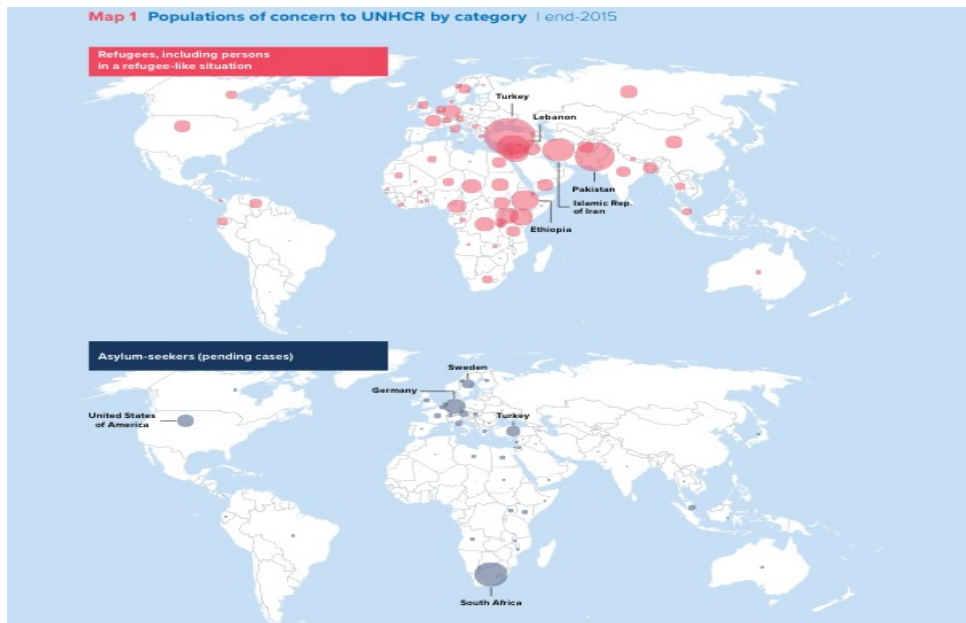 Map 1 Populations of concern to UNHCR by category | end-2015
Refugees, including persons
in a refugee-like situation
Turkey
Lebanon
Pakistan
Islamic Rep.
of Iran
Ethiopia
Asylum-seekers (pending cases)
Sweden
Germany
United States
of America
Turkey
South Africa